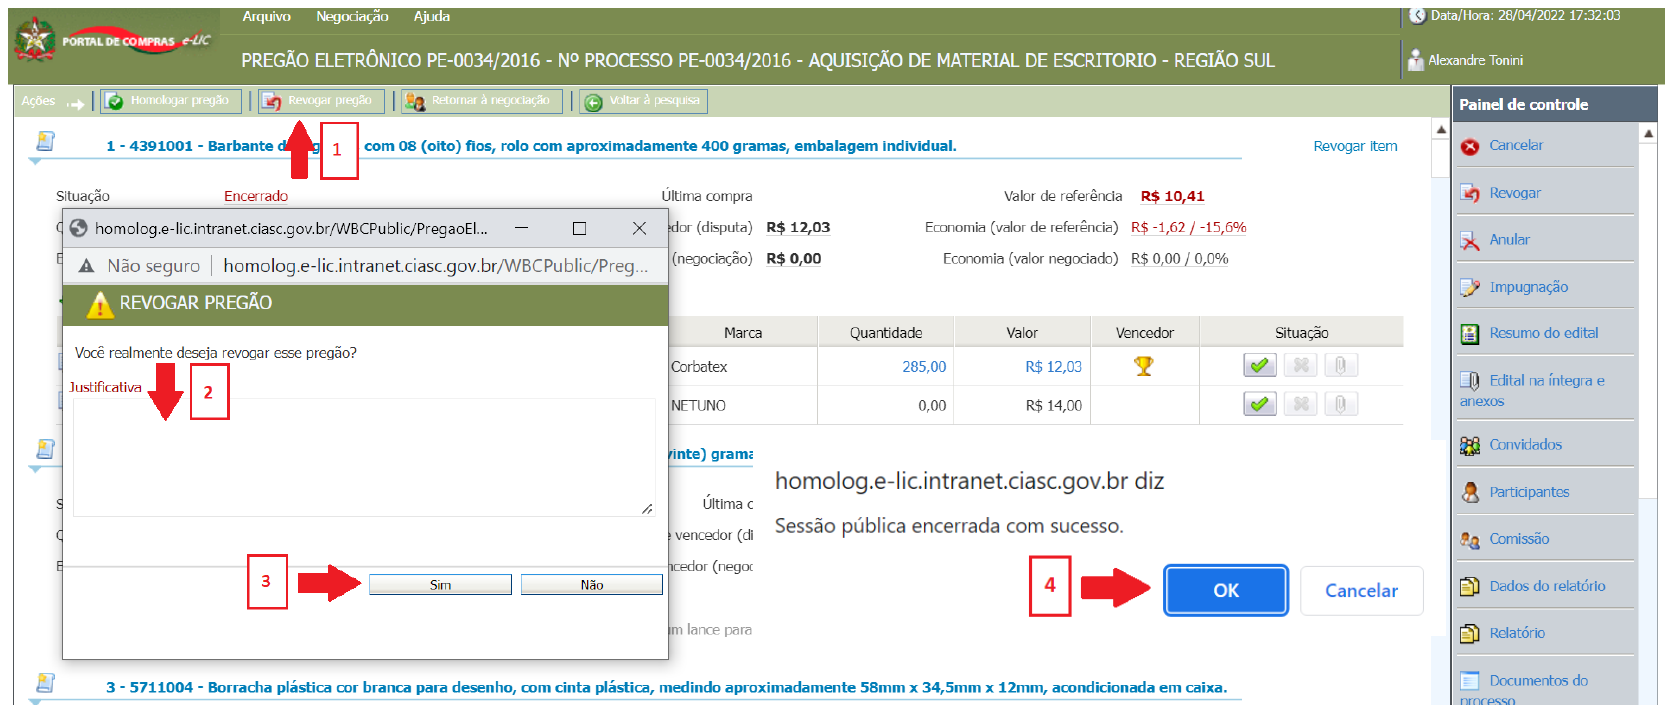 Arquivo Negociação Ajuda
Data/Hora: 28/04/2022 17:32:03
PORTAL DE COMPRAS e-LIC
PREGÃO ELETRÔNICO PE-0034/2016 - Nº PROCESSO PE-0034/2016 - AQUISIÇÃO DE MATERIAL DE ESCRITORIO - REGIÃO SUL
Alexandre Tonini
Ações Homologar pregão Revogar pregão Retornar à negociação Voltar à pesquisa
Painel de controle
1
1 - 4391001 - Barbante d com 08 (oito) fios, rolo com aproximadamente 400 gramas, embalagem individual.
Revogar item
Situação Encerrado Última compra Valor de referência R$ 10,41
edor (disputa) R$ 12,03 Economia (valor de referência) R$ -1,62 / -15,6%
(negociação) R$ 0,00 Economia (valor negociado) R$ 0,00 / 0,0%
homolog.e-lic.intranet.ciasc.gov.br/WBCPublic/PregaoEl...
Não seguro homolog.e-lic.intranet.ciasc.gov.br/WBCPublic/Preg...
REVOGAR PREGÃO
Você realmente deseja revogar esse pregão?
Justificativa
2
3
Sim Não
Marca Quantidade Valor Vencedor Situação
Corbatex 285,00 R$ 12,03
NETUNO 0,00 R$ 14,00
vinte) grama
Última c
e vencedor (di
ncedor (negoc
um lance para
homolog.e-lic.intranet.ciasc.gov.br diz
Sessão pública encerrada com sucesso.
4
OK Cancelar
3 - 5711004 - Borracha plástica cor branca para desenho, com cinta plástica, medindo aproximadamente 58mm x 34,5mm x 12mm, acondicionada em caixa.
Cancelar
Revogar
Anular
Impugnação
Resumo do edital
Edital na íntegra e
anexos
Convidados
Participantes
Comissão
Dados do relatório
Relatório
Documentos do
processo